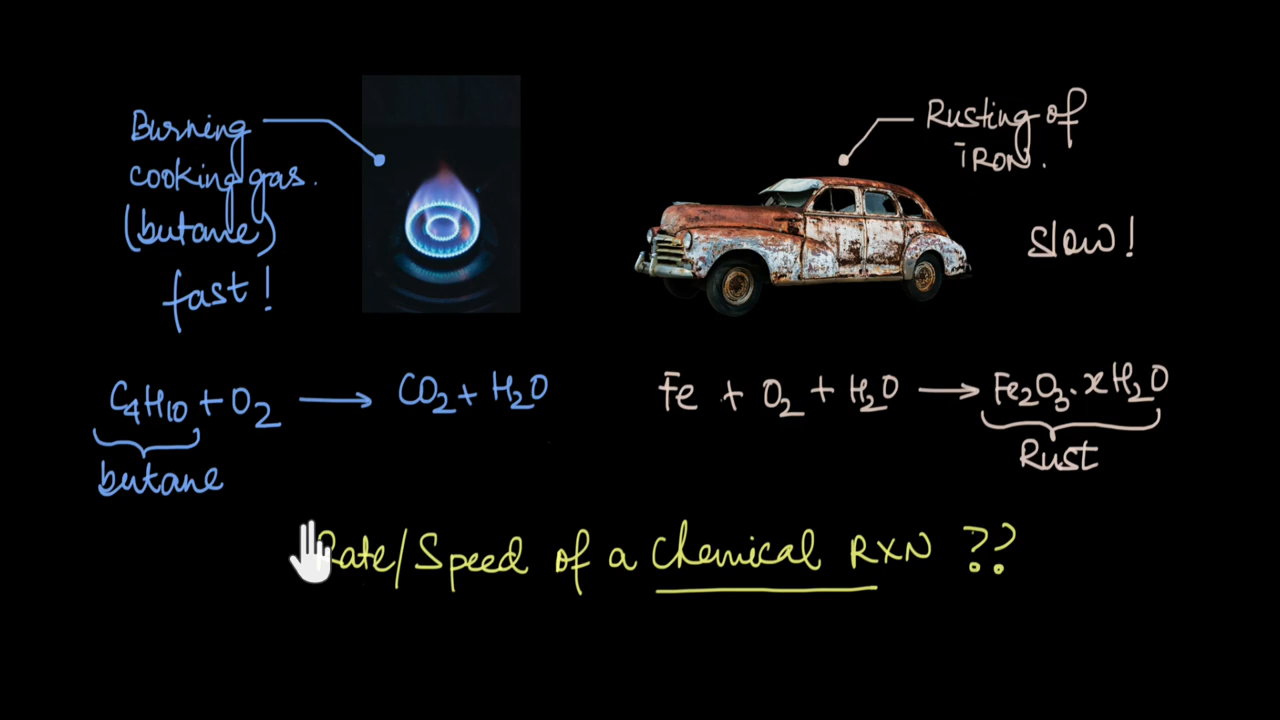 Burning
cooking gas.
(butane)
fast!
Rusting of
IRON.
slow!
C₄H₁₀ + O₂ ⟶ CO₂ + H₂O
butane
Fe + O₂ + H₂O ⟶ Fe₂O₃.xH₂O
Rust
Rate/Speed of a Chemical RXN ??